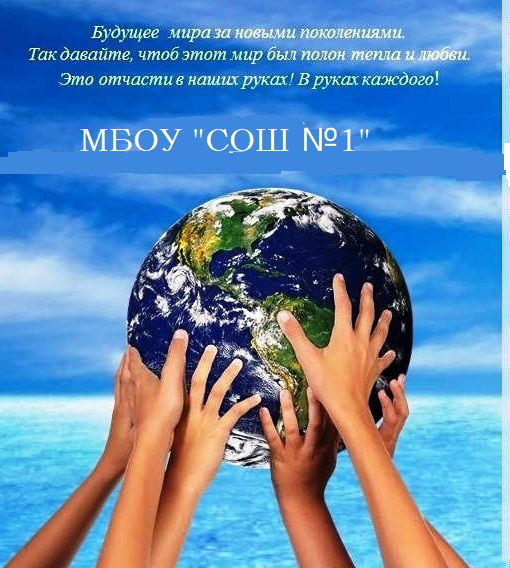 Будущее мира за новыми поколениями.
Так давайте, чтоб этот мир был полон тепла и любви.
Это отчасти в наших руках! В руках каждого!
МБОУ "СОШ №1"